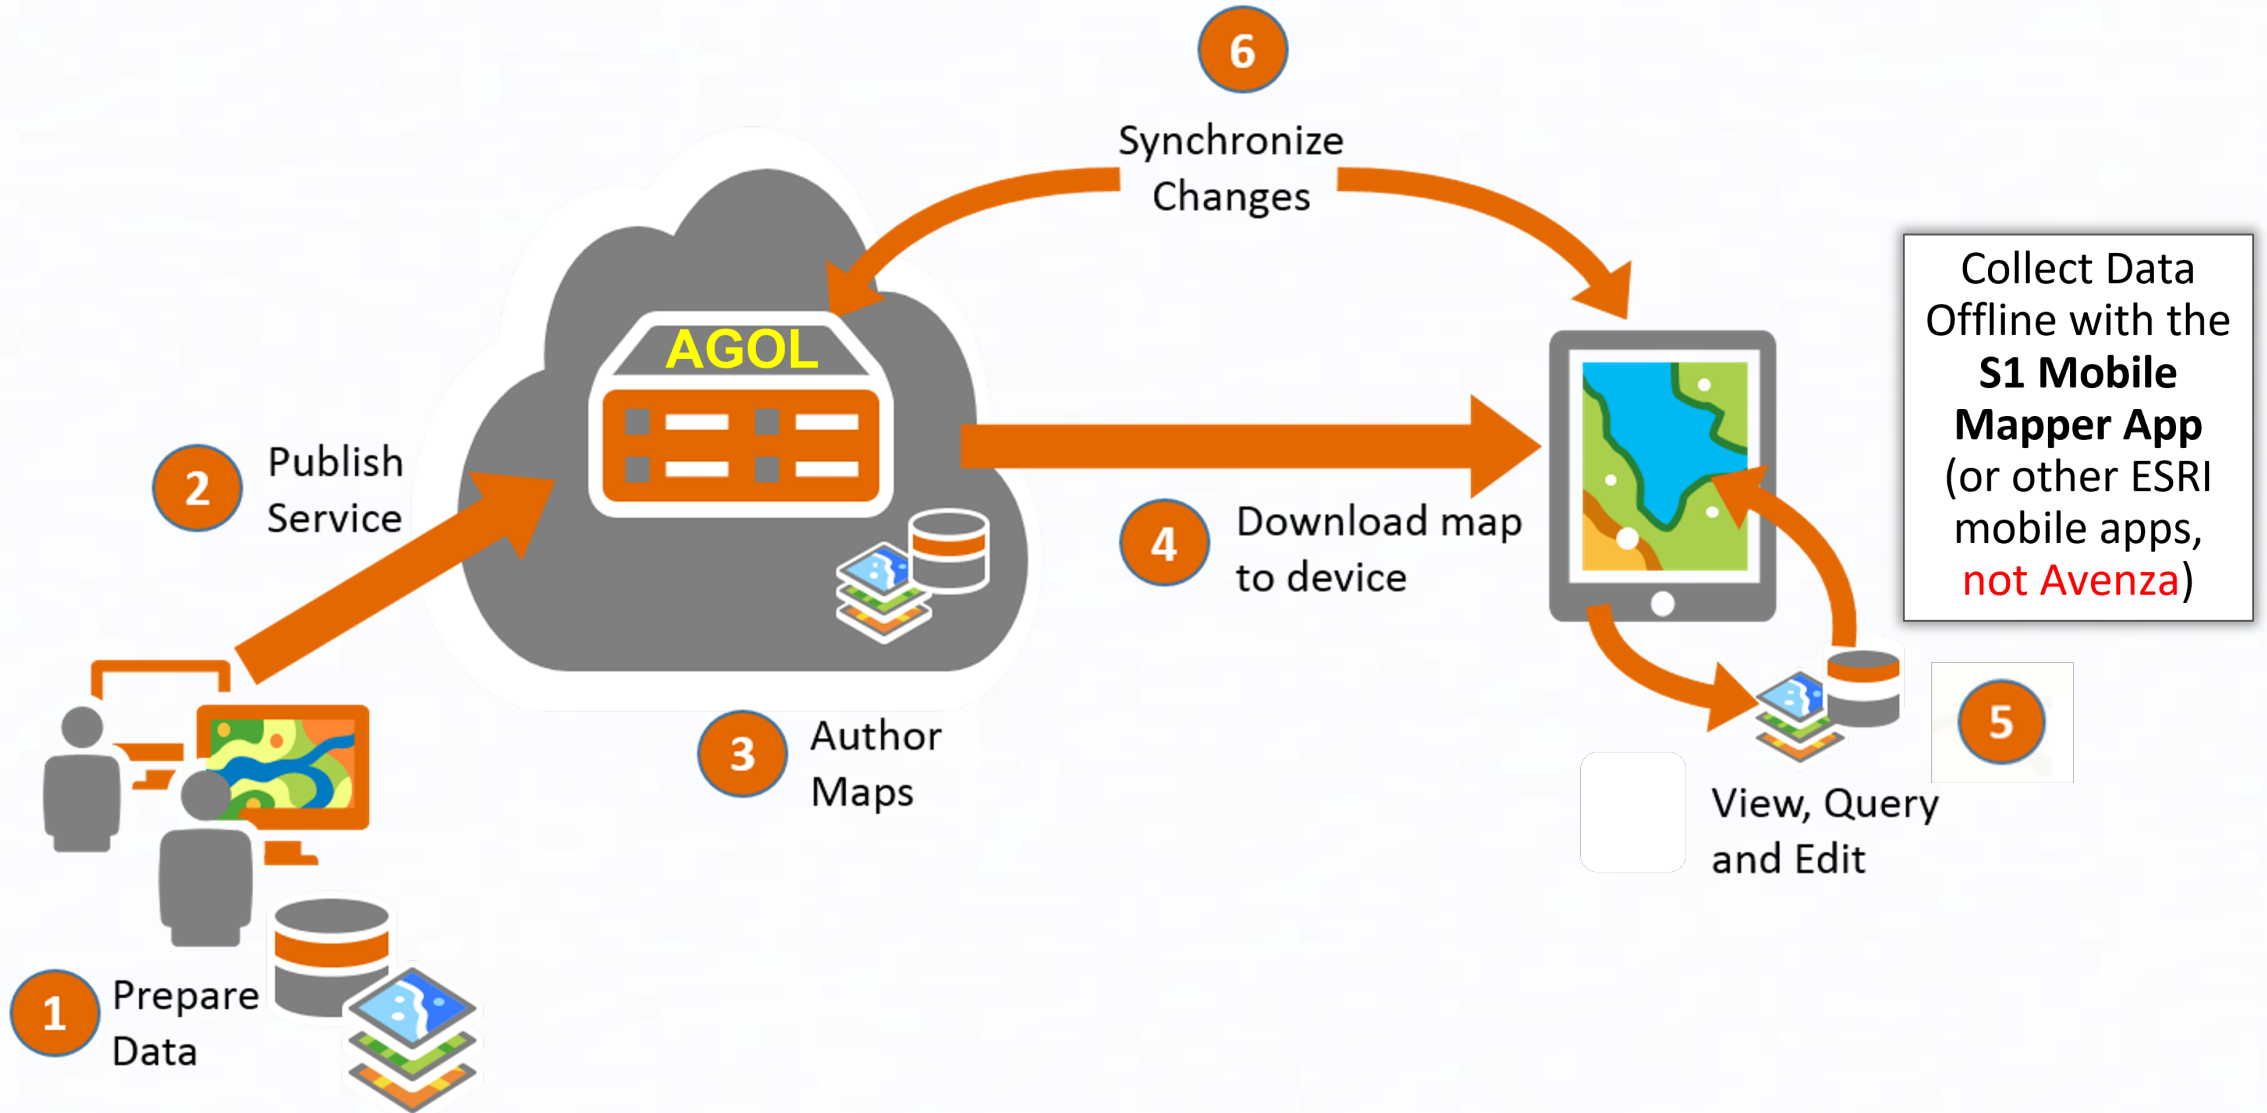 6
Synchronize
Changes
AGOL
Collect Data
Offline with the
S1 Mobile
Mapper App
(or other ESRI
mobile apps,
not Avenza)
2
Publish
Service
4
Download map
to device
3
Author
Maps
5
View, Query
and Edit
1
Prepare
Data